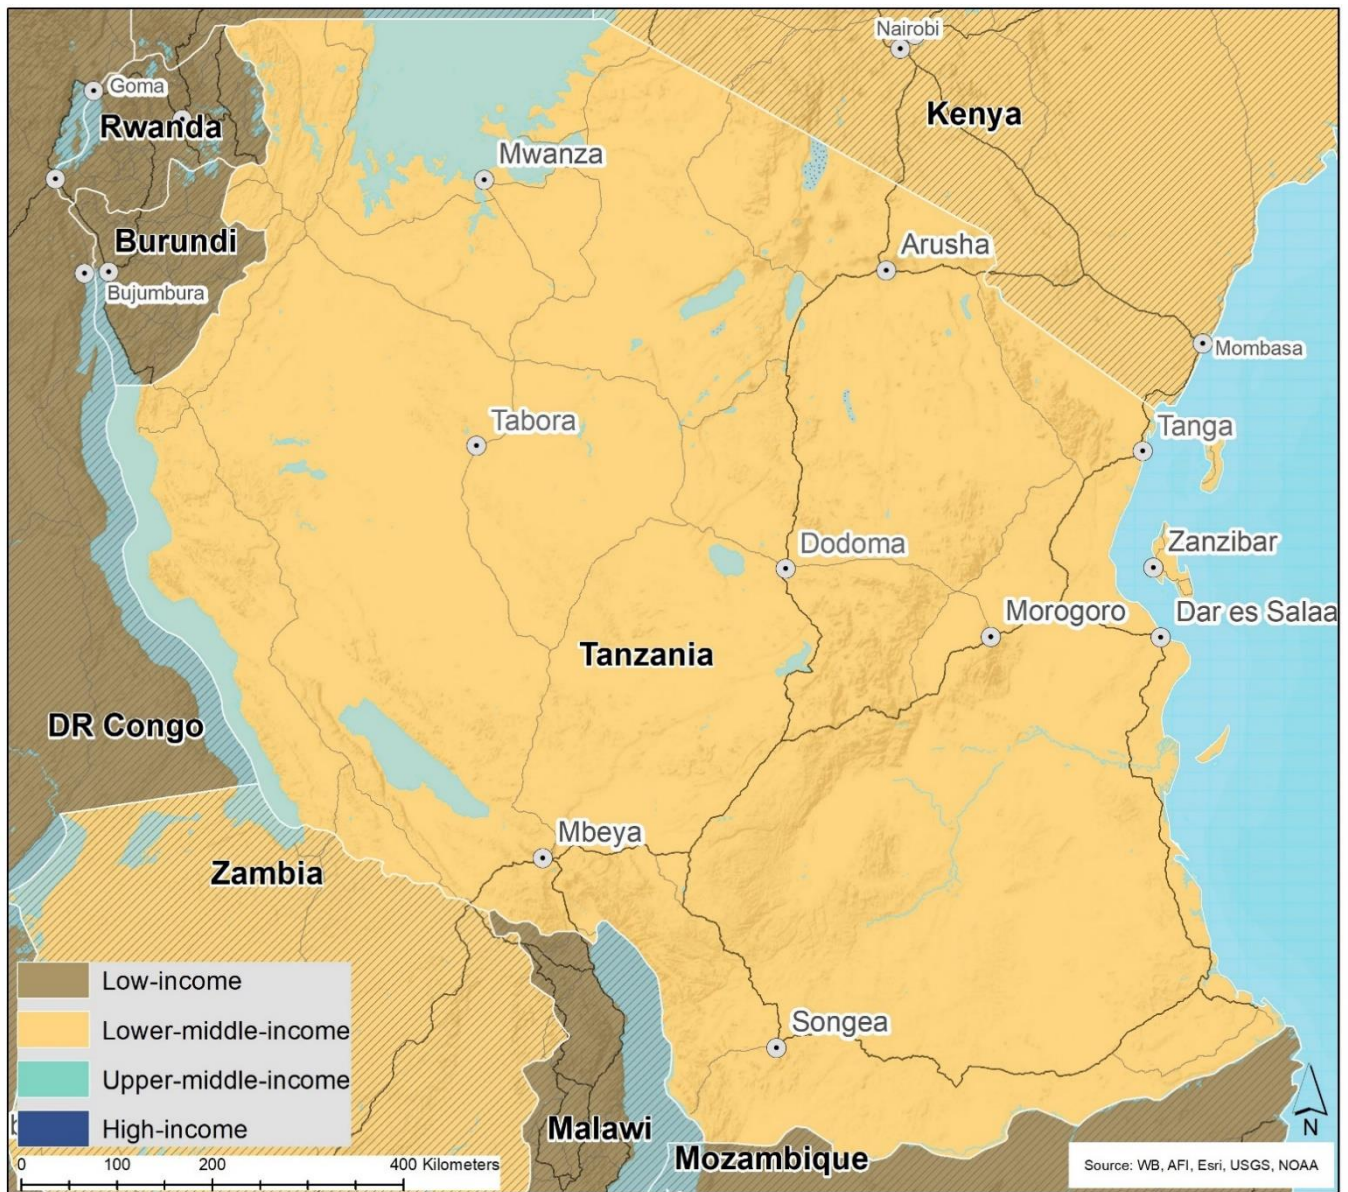 Nairobi
Goma
Rwanda
Kenya
Mwanza
Burundi
Arusha
Bujumbura
Mombasa
Tabora
Tanga
Dodoma
Zanzibar
Morogoro
Dar es Salaa
Tanzania
DR Congo
Mbeya
Zambia
Low-income
Lower-middle-income
Songea
Upper-middle-income
High-income
Malawi
N
Mozambique
0 100 200 400 Kilometers
Source: WB, AFI, Esri, USGS, NOAA